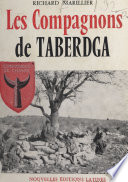 RICHARD MARILLIER
Les Compagnons
de TABERDGA
NOUVELLES ÉDITIONS LATINES